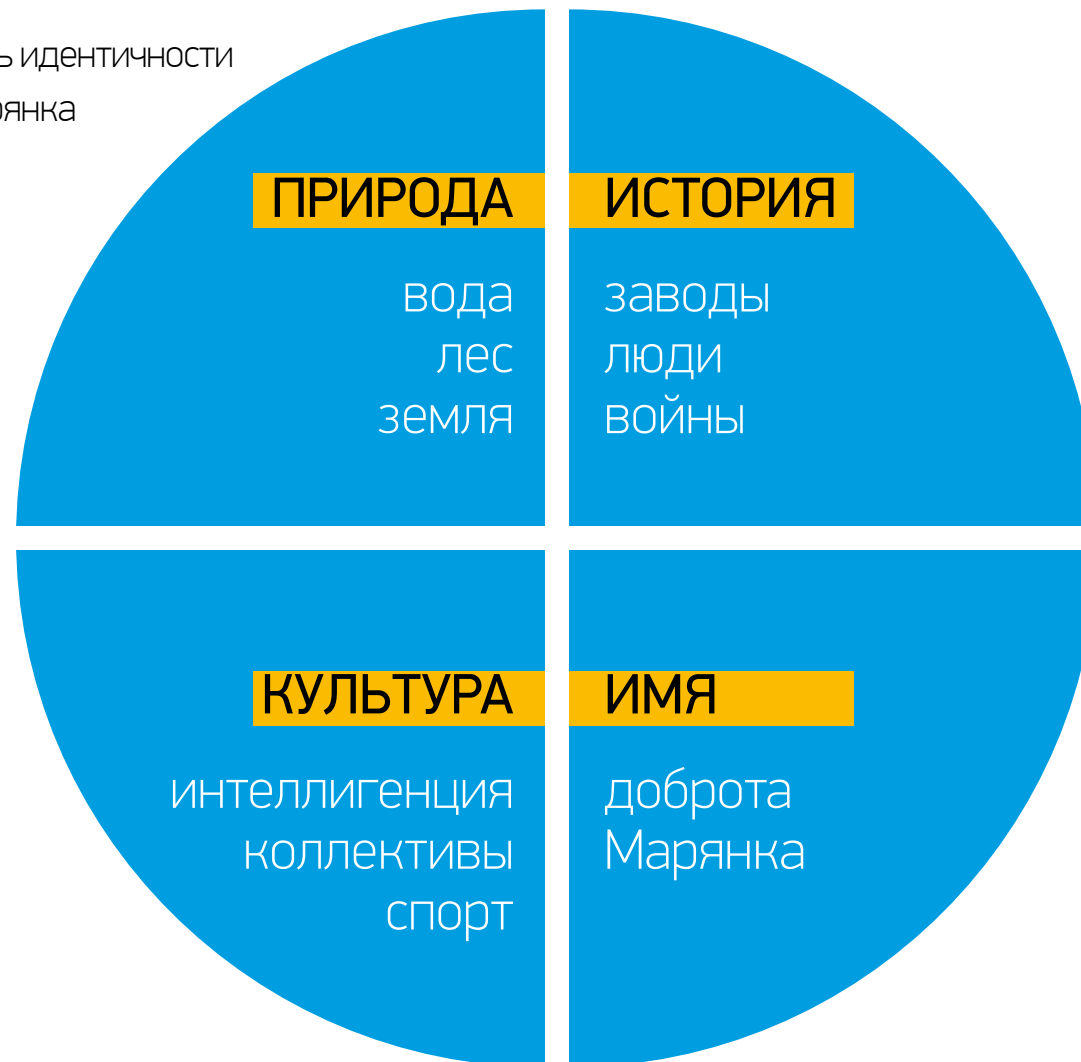 идентичности
ПРИРОДА
вода
лес
земля
ИСТОРИЯ
заводы
люди
войны
КУЛЬТУРА
интеллигенция
коллективы
спорт
ИМЯ
доброта
Марянка